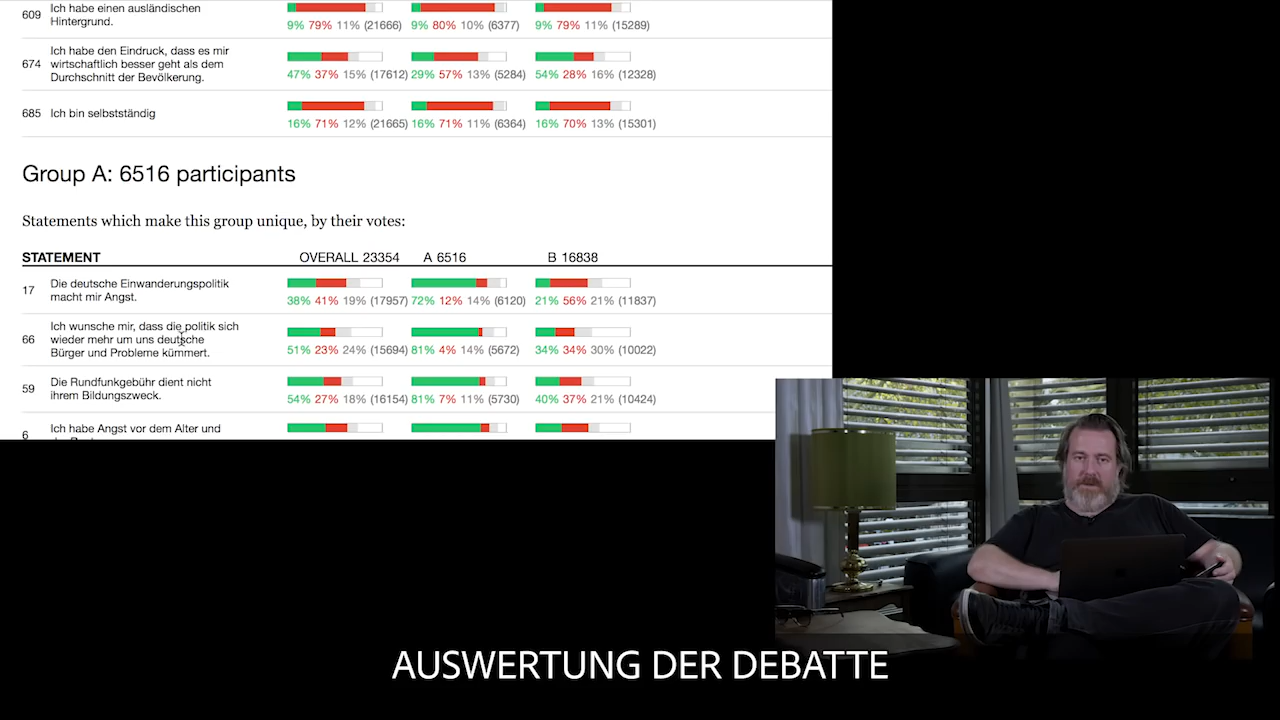 609 Ich habe einen ausländischen
Hintergrund.
9% 79% 11% (21666) 9% 80% 10% (6377) 9% 79% 11% (15289)
674 Ich habe den Eindruck, dass es mir
wirtschaftlich besser geht als dem
Durchschnitt der Bevölkerung.
47% 37% 15% (17612) 29% 57% 13% (5284) 54% 28% 16% (12328)
685 Ich bin selbstständig
16% 71% 12% (21665) 16% 71% 11% (6364) 16% 70% 13% (15301)
Group A: 6516 participants
Statements which make this group unique, by their votes:
STATEMENT OVERALL 23354 A 6516 B 16838
17 Die deutsche Einwanderungspolitik
macht mir Angst.
38% 41% 19% (17957) 72% 12% 14% (6120) 21% 56% 21% (11837)
66 Ich wunsche mir, dass die politik sich
wieder mehr um uns deutsche
Bürger und Probleme kümmert.
51% 23% 24% (15694) 81% 4% 14% (5672) 34% 34% 30% (10022)
59 Die Rundfunkgebühr dient nicht
ihrem Bildungszweck.
54% 27% 18% (16154) 81% 7% 11% (5730) 40% 37% 21% (10424)
6 Ich habe Angst vor dem Alter und
AUSWERTUNG DER DEBATTE